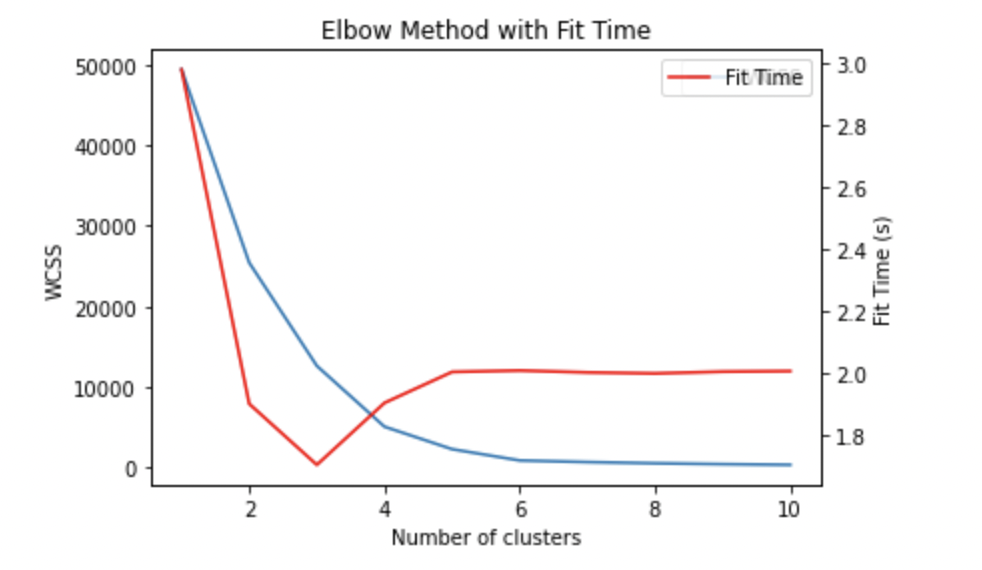 Elbow Method with Fit Time
Fit Time
50000
40000
30000
20000
10000
0
WCSS
3.0
2.8
2.6
2.4
2.2
2.0
1.8
Fit Time (s)
2 4 6 8 10
Number of clusters